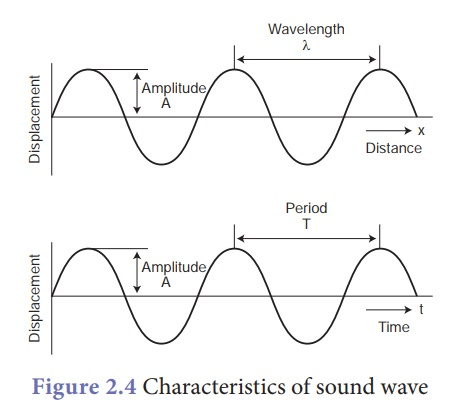 Wavelength
λ
Displacement
Amplitude
A
x
Distance
Period
T
Displacement
Amplitude
A
t
Time
Figure 2.4 Characteristics of sound wave